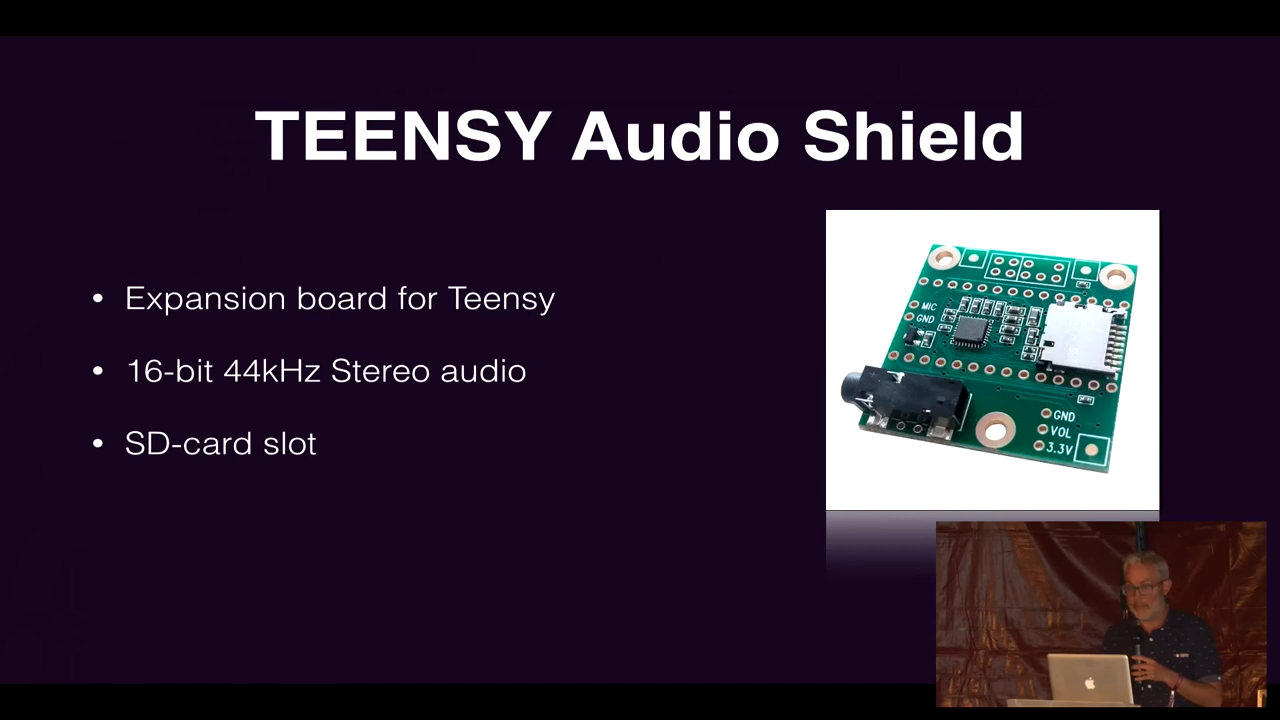 TEENSY Audio Shield
• Expansion board for Teensy
• 16-bit 44kHz Stereo audio
• SD-card slot
MIC
GND
GND
VOL
3.3V